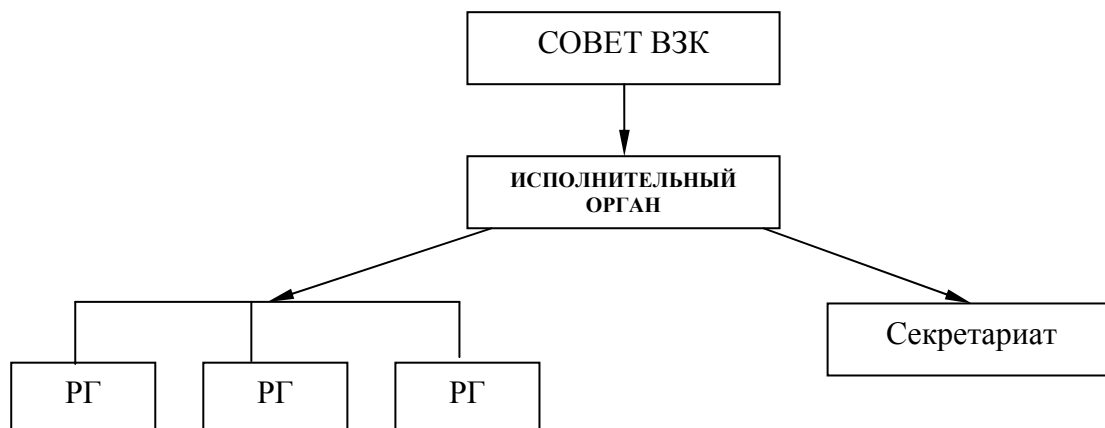 СОВЕТ ВЗК
ИСПОЛНИТЕЛЬНЫЙ
ОРГАН
Секретариат
РГ
РГ
РГ